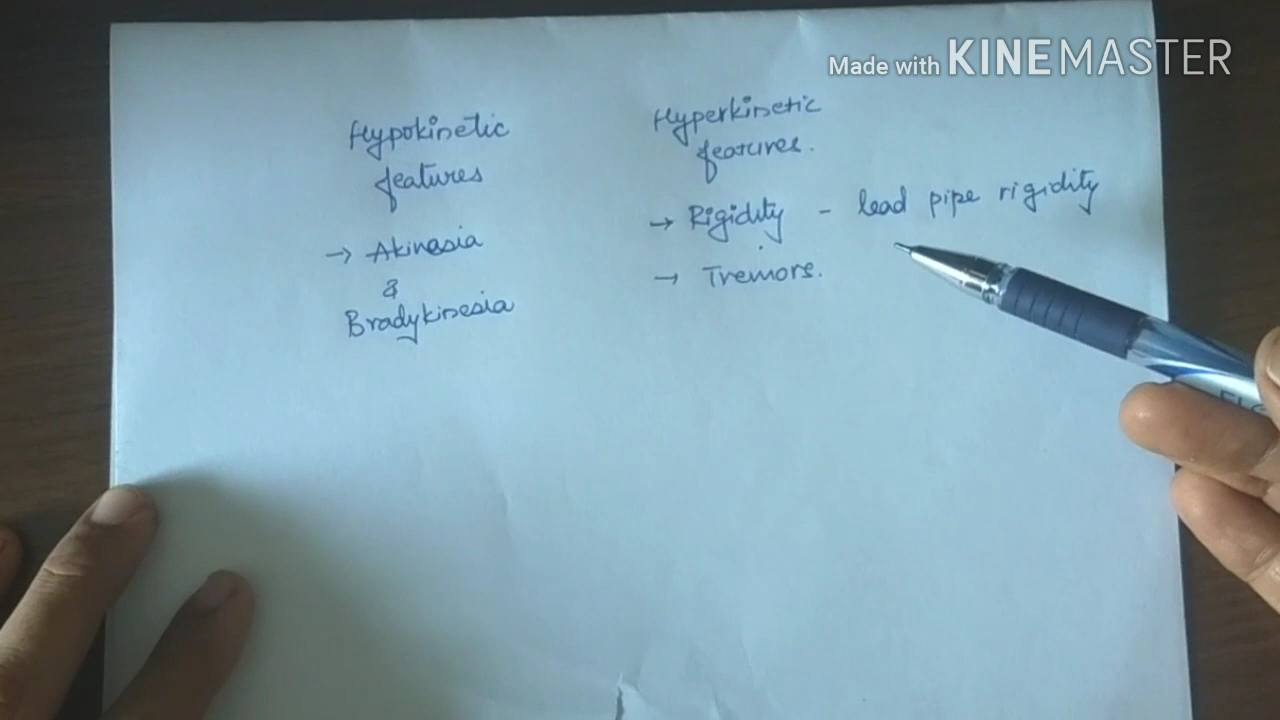 Made with KINEMASTER
Hypokinetic
features
→ Akinesia
&
Bradykinesia
Hyperkinetic
features.
→ Rigidity - lead pipe rigidity
→ Tremors.